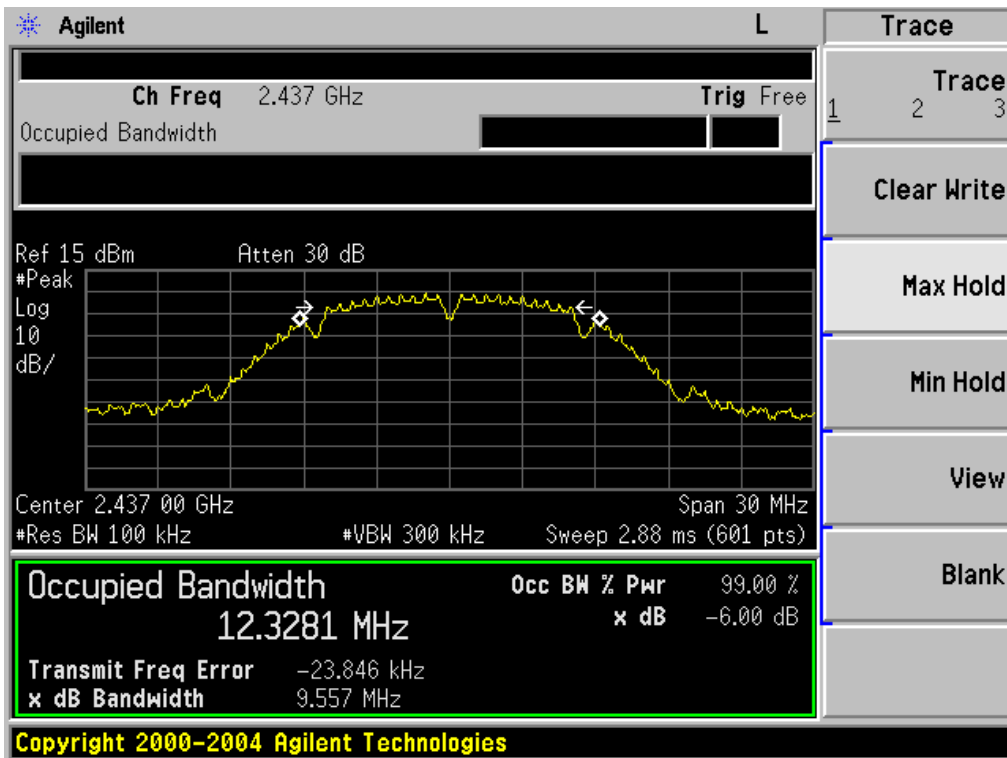 Agilent L
Ch Freq 2.437 GHz Trig Free
Occupied Bandwidth
Ref 15 dBm Atten 30 dB
#Peak
Log
10
dB/
Center 2.437 00 GHz Span 30 MHz
#Res BW 100 kHz #VBW 300 kHz Sweep 2.88 ms (601 pts)
Occupied Bandwidth Occ BW % Pwr 99.00 %
12.3281 MHz x dB -6.00 dB
Transmit Freq Error -23.846 kHz
x dB Bandwidth 9.557 MHz
Copyright 2000-2004 Agilent Technologies
Trace
Trace
1 2 3
Clear Write
Max Hold
Min Hold
View
Blank